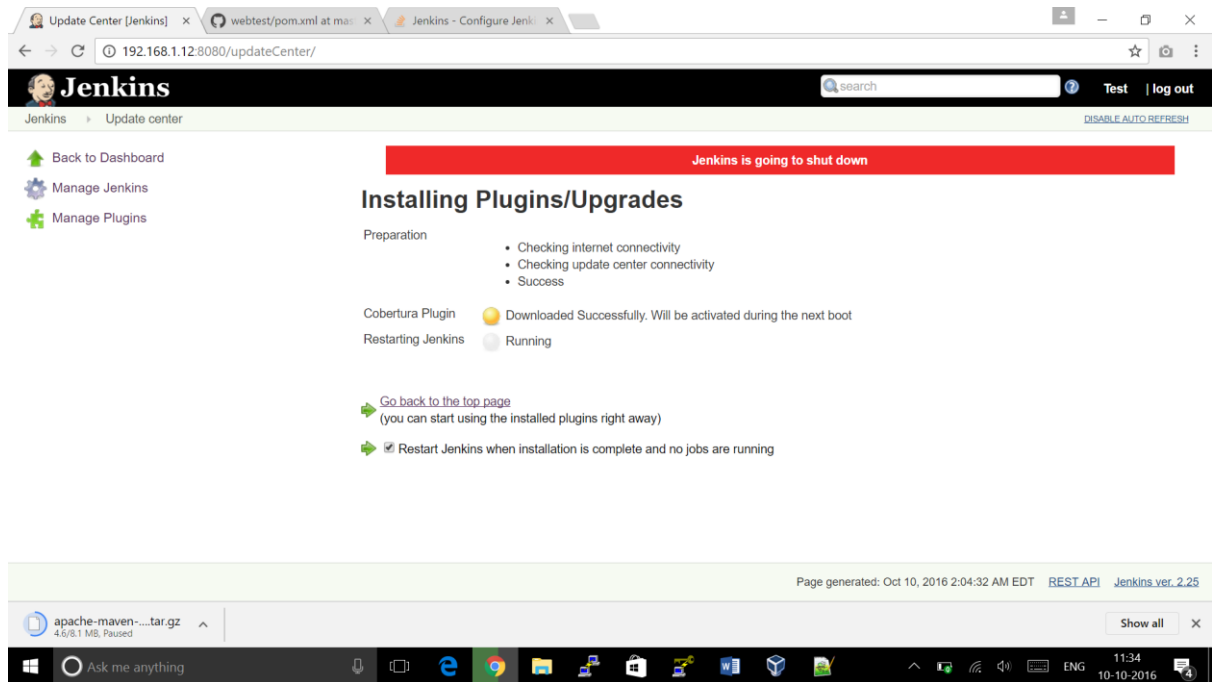 Update Center [Jenkins]
webtest/pom.xml at mas
Jenkins - Configure Jenk
192.168.1.12:8080/updateCenter/
Jenkins
search
Test | log out
Jenkins
Update center
DISABLE AUTO REFRESH
Back to Dashboard
Manage Jenkins
Manage Plugins
Jenkins is going to shut down
Installing Plugins/Upgrades
Preparation
• Checking internet connectivity
• Checking update center connectivity
• Success
Cobertura Plugin Downloaded Successfully. Will be activated during the next boot
Restarting Jenkins Running
Go back to the top page
(you can start using the installed plugins right away)
Restart Jenkins when installation is complete and no jobs are running
Page generated: Oct 10, 2016 2:04:32 AM EDT REST API Jenkins ver. 2.25
apache-maven-....tar.gz
4.6/8.1 MB, Paused
Show all
Ask me anything
ENG
11:34
10-10-2016
4